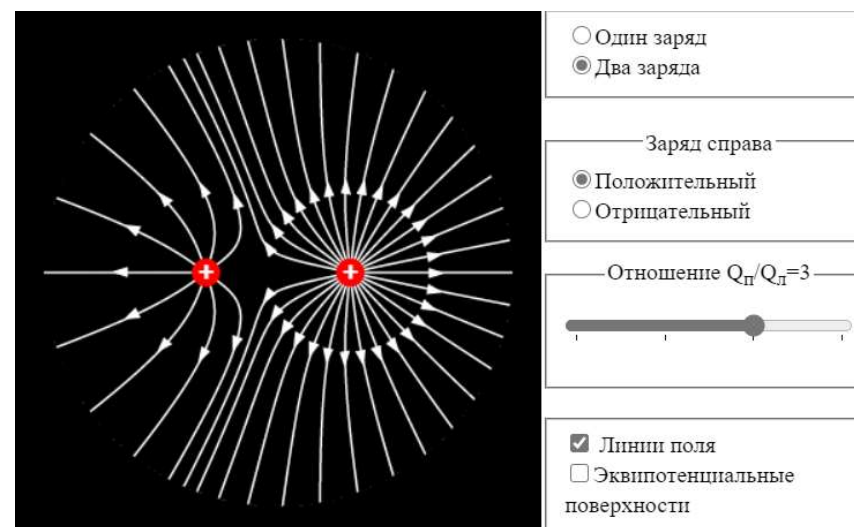 + +
Один заряд
Два заряда
Заряд справа
Положительный
Отрицательный
Отношение Qп/Qл=3
Линии поля
Эквипотенциальные
поверхности